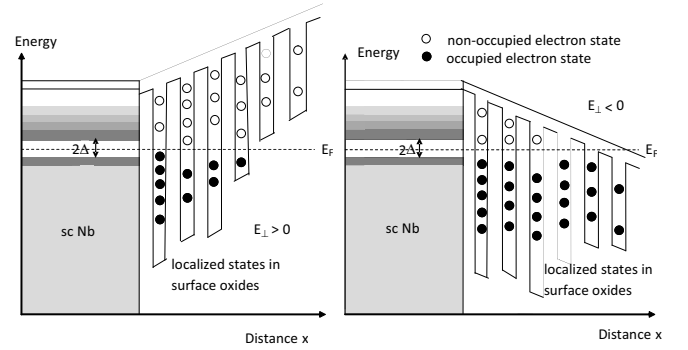 Energy
2Δ
E_F
sc Nb
E⊥ > 0
localized states in
surface oxides
Distance x
non-occupied electron state
occupied electron state
Energy
E⊥ < 0
2Δ
E_F
sc Nb
localized states in
surface oxides
Distance x